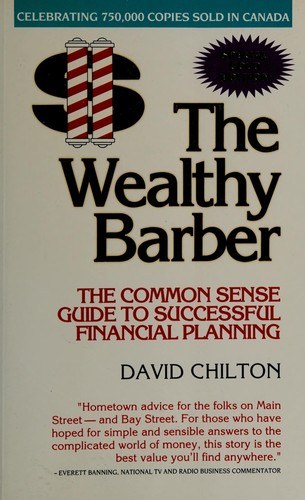 CELEBRATING 750,000 COPIES SOLD IN CANADA
The
Wealthy
Barber
THE COMMON SENSE
GUIDE TO SUCCESSFUL
FINANCIAL PLANNING
DAVID CHILTON
"Hometown advice for the folks on Main
Street — and Bay Street. For those who
have hoped for simple and sensible answers to the
complicated world of money, this story is the
best value you'll find anywhere."
– EVERETT BANNING, NATIONAL TV AND RADIO BUSINESS COMMENTATOR